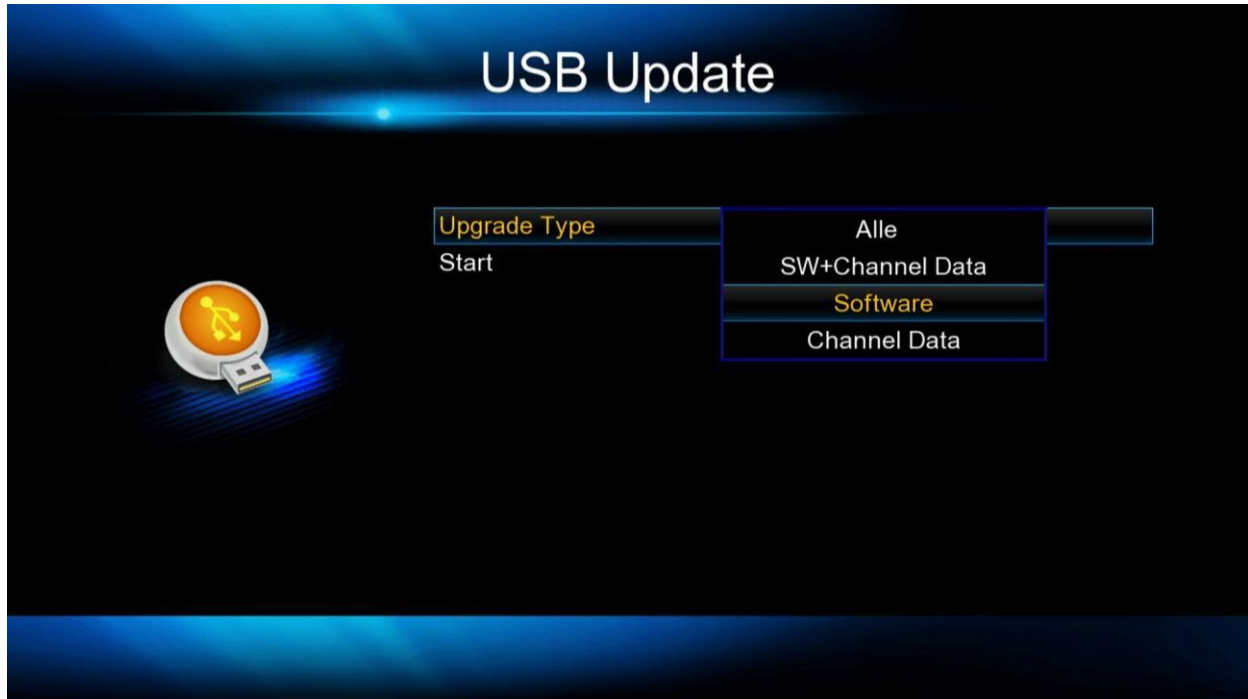 USB Update
Upgrade Type
Alle
Start
SW+Channel Data
Software
Channel Data